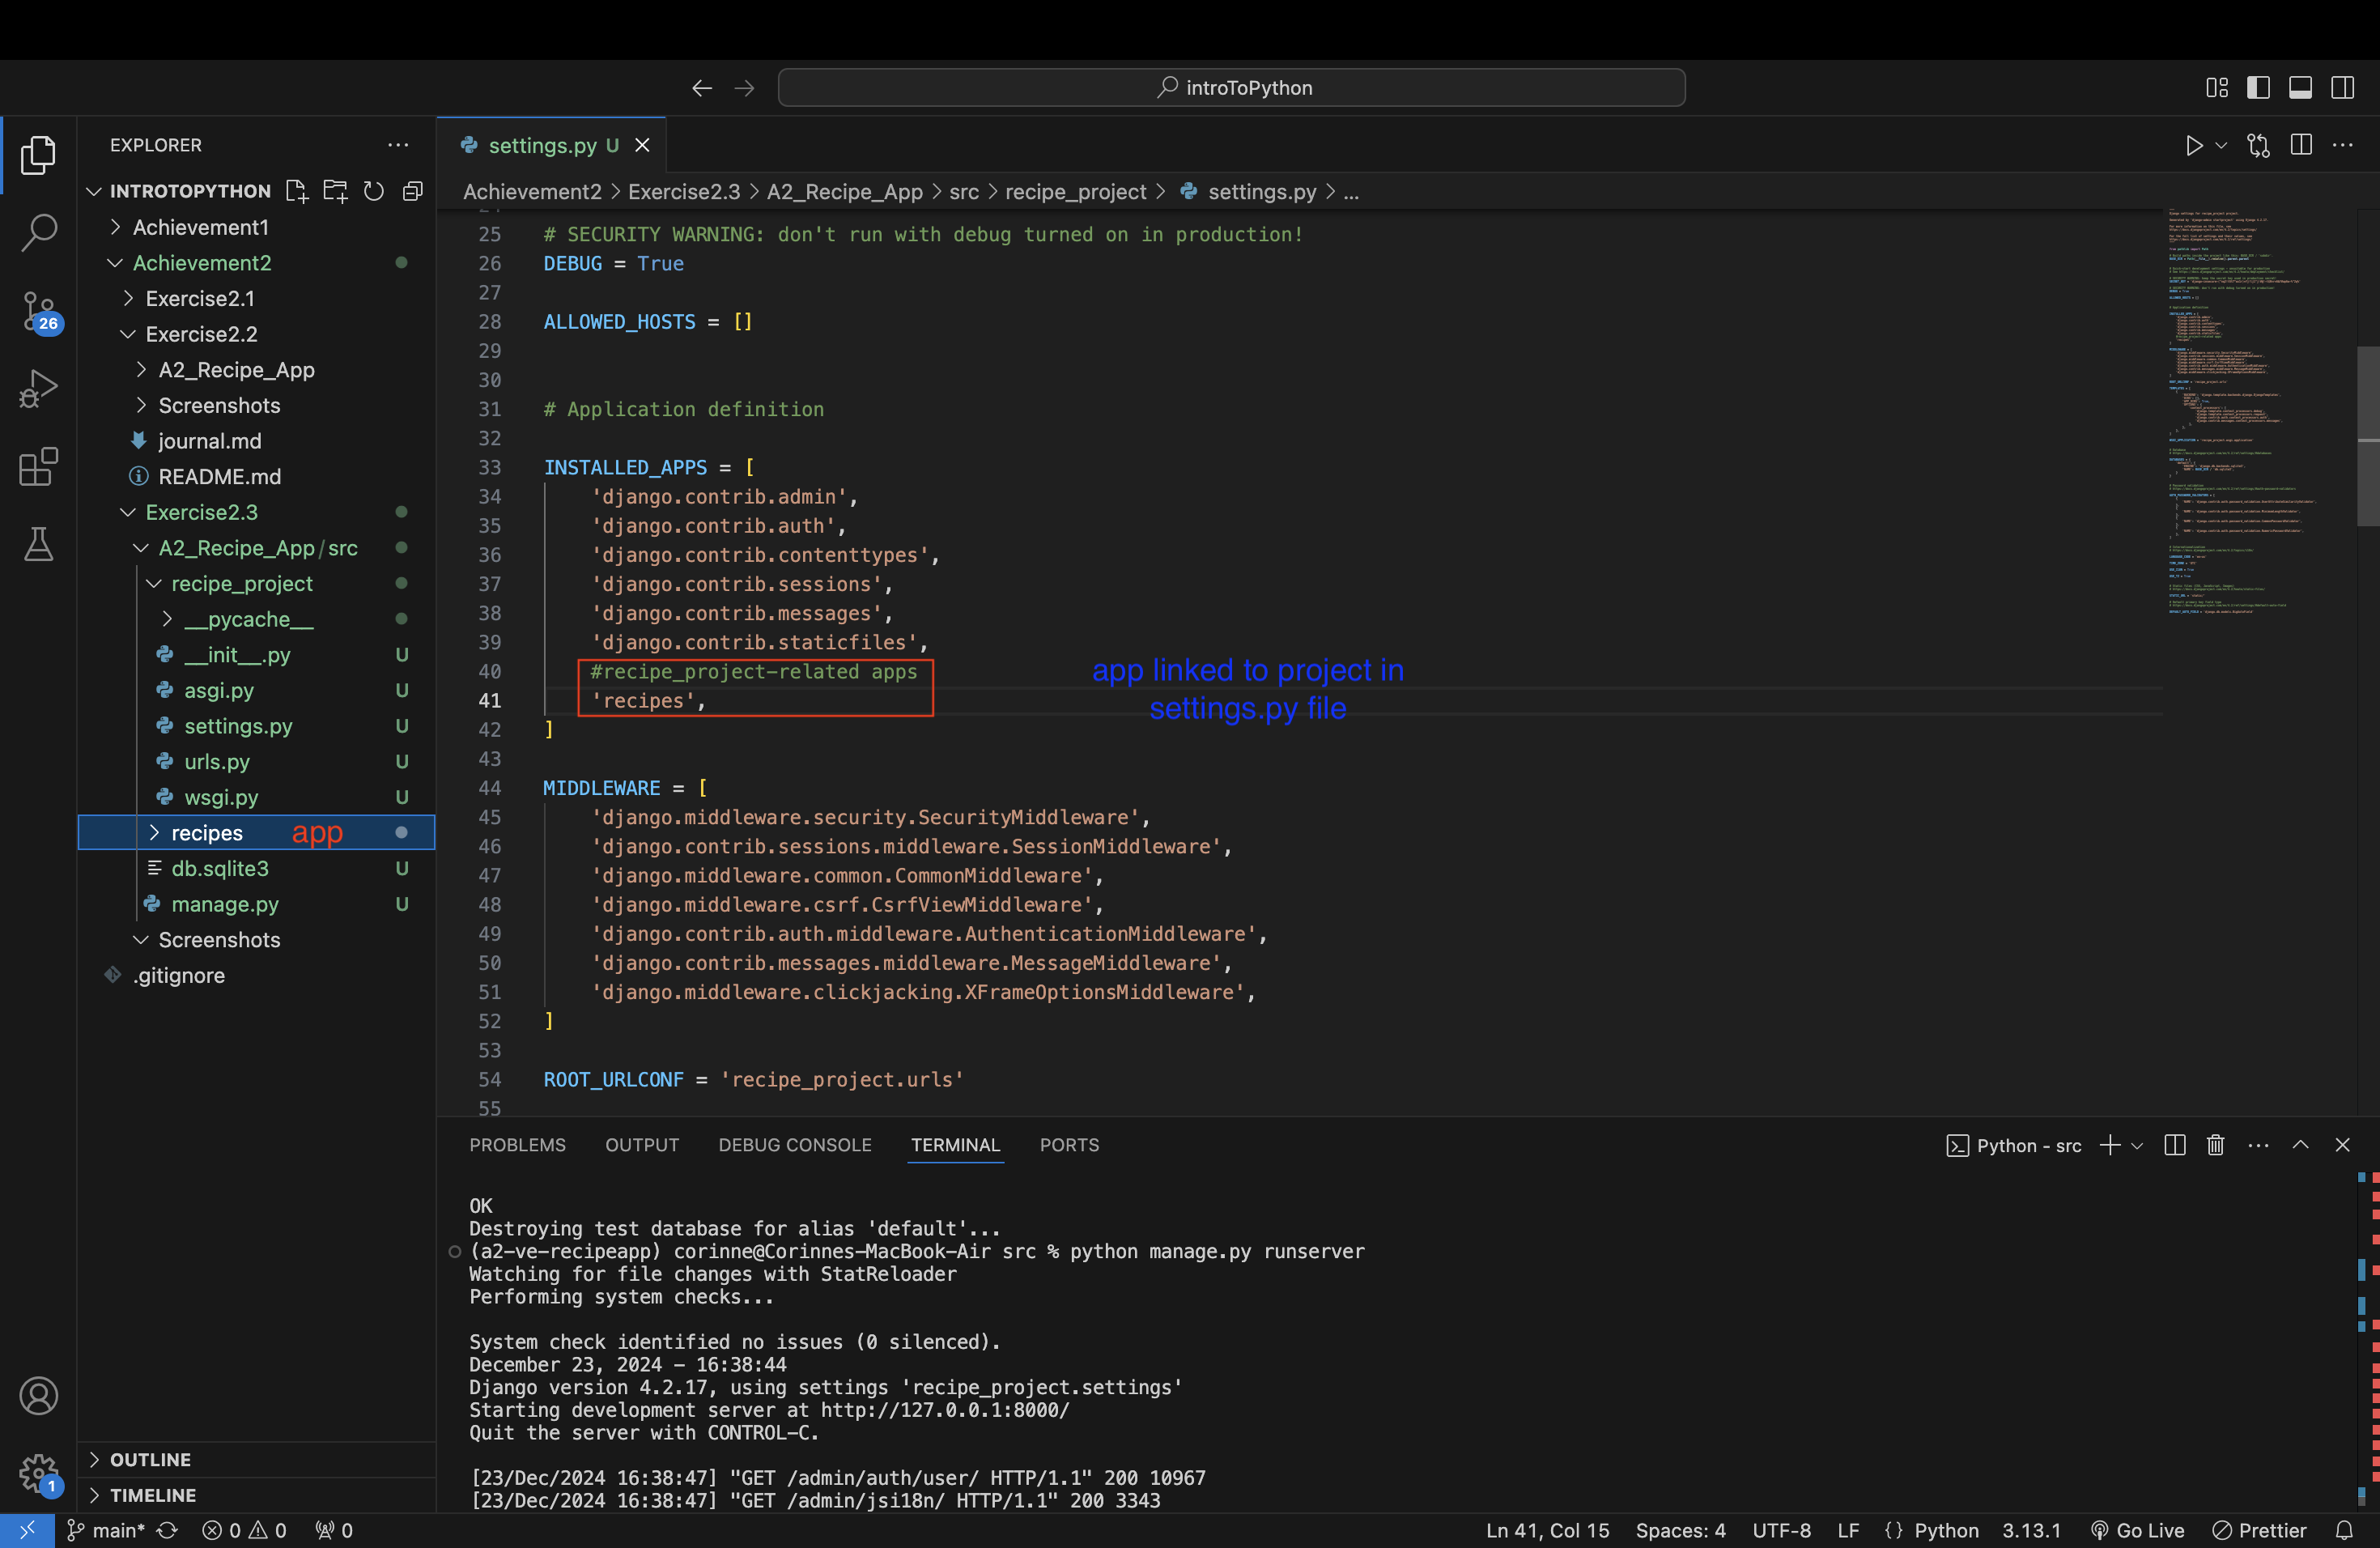 introToPython
EXPLORER
settings.py U
INTROTOPYTHON
Achievement2 > Exercise2.3 > A2_Recipe_App > src > recipe_project > settings.py > ...
Achievement1
Achievement2
Exercise2.1
Exercise2.2
A2_Recipe_App
Screenshots
journal.md
README.md
Exercise2.3
A2_Recipe_App/src
recipe_project
__pycache__
__init__.py U
asgi.py U
settings.py U
urls.py U
wsgi.py U
recipes app
db.sqlite3 U
manage.py U
Screenshots
.gitignore
26
1
OUTLINE
TIMELINE
25 # SECURITY WARNING: don't run with debug turned on in production!
26 DEBUG = True
27
28 ALLOWED_HOSTS = []
29
30
31 # Application definition
32
33 INSTALLED_APPS = [
34 'django.contrib.admin',
35 'django.contrib.auth',
36 'django.contrib.contenttypes',
37 'django.contrib.sessions',
38 'django.contrib.messages',
39 'django.contrib.staticfiles',
40 #recipe_project-related apps
41 'recipes',
42 ]
app linked to project in
settings.py file
43
44 MIDDLEWARE = [
45 'django.middleware.security.SecurityMiddleware',
46 'django.contrib.sessions.middleware.SessionMiddleware',
47 'django.middleware.common.CommonMiddleware',
48 'django.middleware.csrf.CsrfViewMiddleware',
49 'django.contrib.auth.middleware.AuthenticationMiddleware',
50 'django.contrib.messages.middleware.MessageMiddleware',
51 'django.middleware.clickjacking.XFrameOptionsMiddleware',
52 ]
53
54 ROOT_URLCONF = 'recipe_project.urls'
55
PROBLEMS OUTPUT DEBUG CONSOLE TERMINAL PORTS
Python - src
OK
Destroying test database for alias 'default'...
(a2-ve-recipeapp) corinne@Corinnes-MacBook-Air src % python manage.py runserver
Watching for file changes with StatReloader
Performing system checks...
System check identified no issues (0 silenced).
December 23, 2024 - 16:38:44
Django version 4.2.17, using settings 'recipe_project.settings'
Starting development server at http://127.0.0.1:8000/
Quit the server with CONTROL-C.
[23/Dec/2024 16:38:47] "GET /admin/auth/user/ HTTP/1.1" 200 10967
[23/Dec/2024 16:38:47] "GET /admin/jsi18n/ HTTP/1.1" 200 3343
main* 0 0 0
Ln 41, Col 15 Spaces: 4 UTF-8 LF {} Python 3.13.1 Go Live Prettier